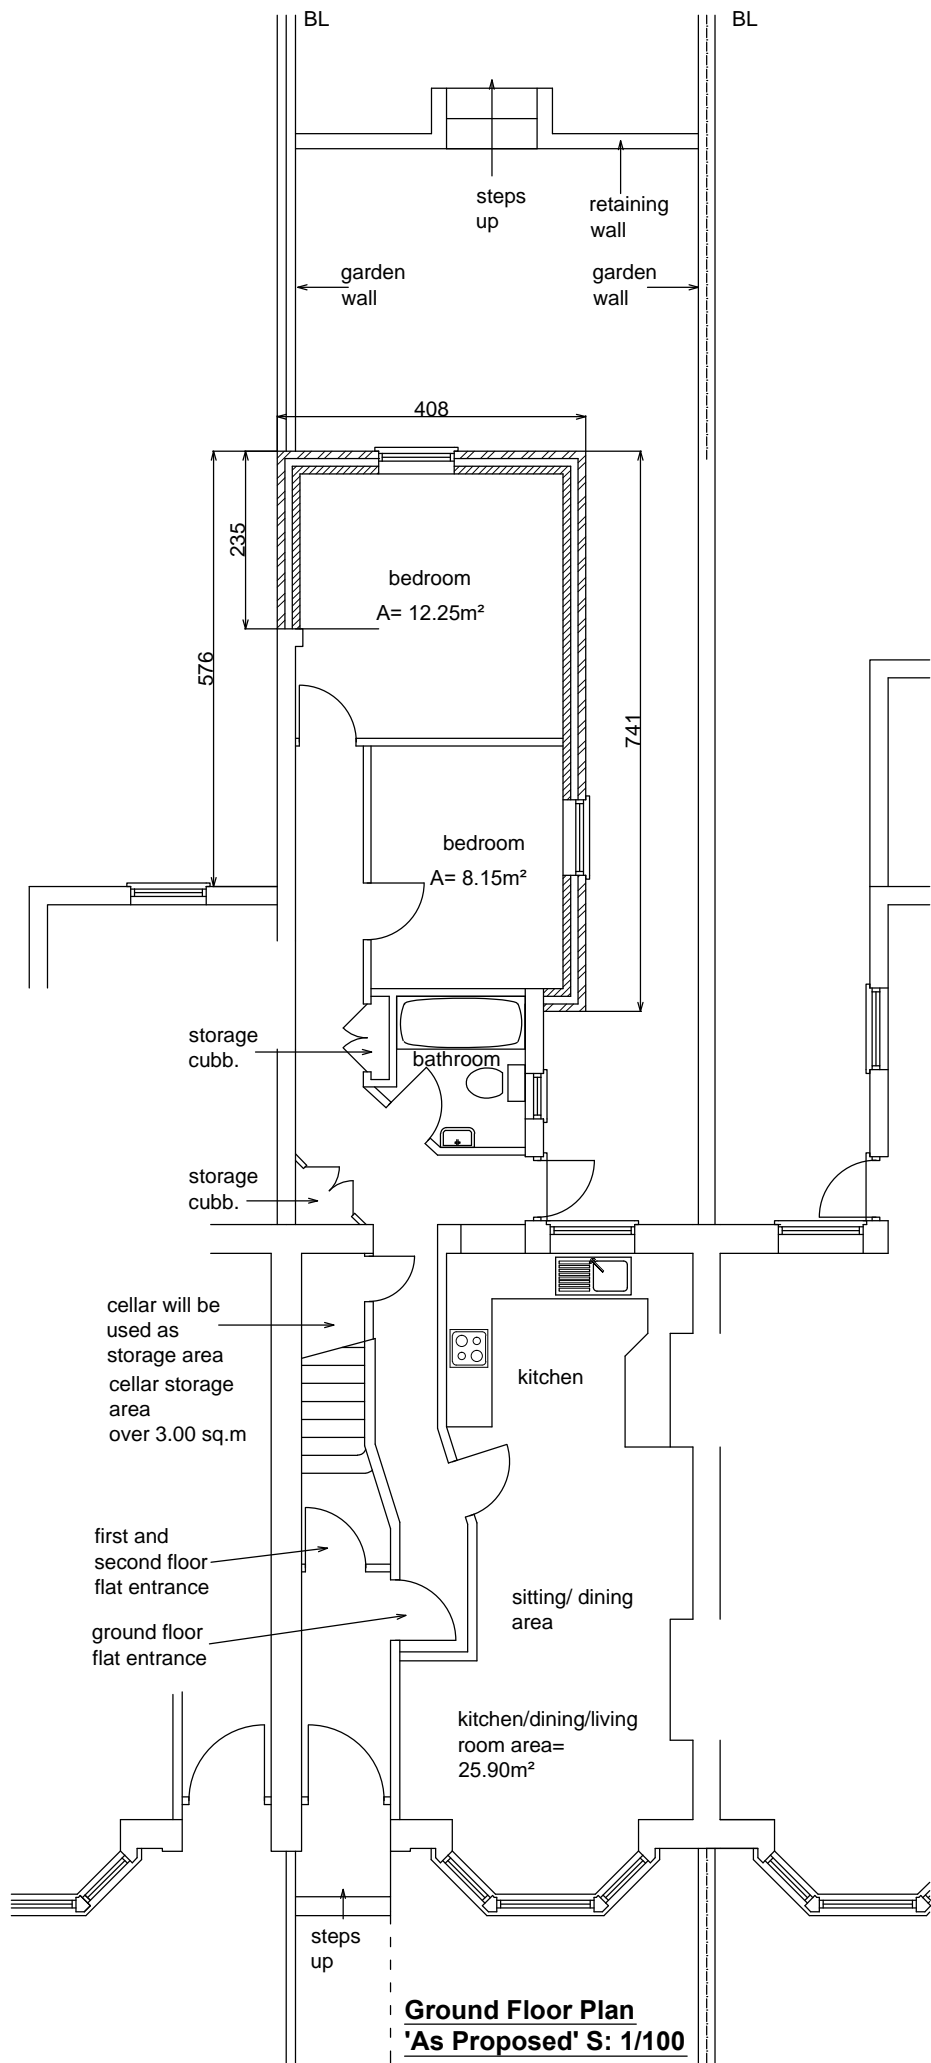 BL
BL
steps
up
retaining
wall
garden
wall
garden
wall
408
235
576
741
bedroom
A= 12.25m²
bedroom
A= 8.15m²
storage
cubb.
bathroom
storage
cubb.
cellar will be
used as
storage area
cellar storage
area
over 3.00 sq.m
kitchen
first and
second floor
flat entrance
ground floor
flat entrance
sitting/ dining
area
kitchen/dining/living
room area=
25.90m²
steps
up
Ground Floor Plan
'As Proposed' S: 1/100